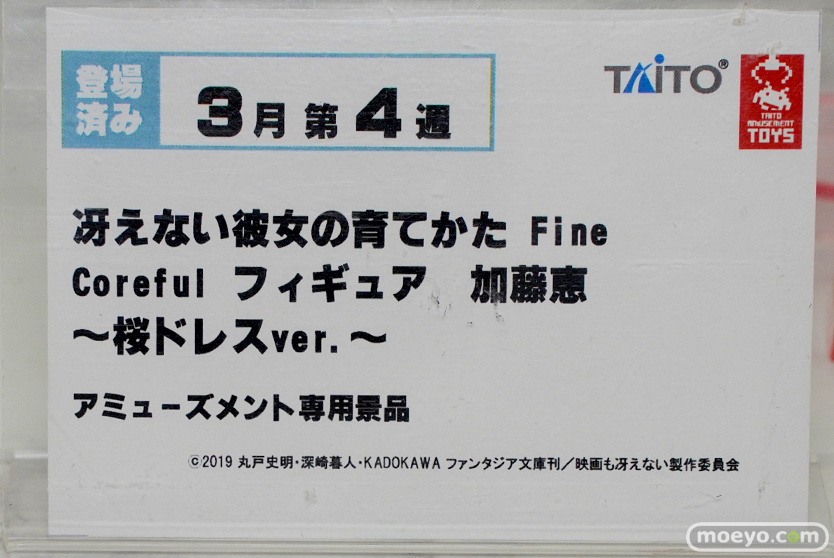 登場
済み
3月第4週
TAITO®
TAITO
AMUSEMENT
TOYS
冴えない彼女の育てかた Fine
Coreful フィギュア 加藤恵
～桜ドレスver.～
アミューズメント専用景品
©2019 丸戸史明・深崎暮人・KADOKAWA ファンタジア文庫刊／映画も冴えない製作委員会
moeyo.com